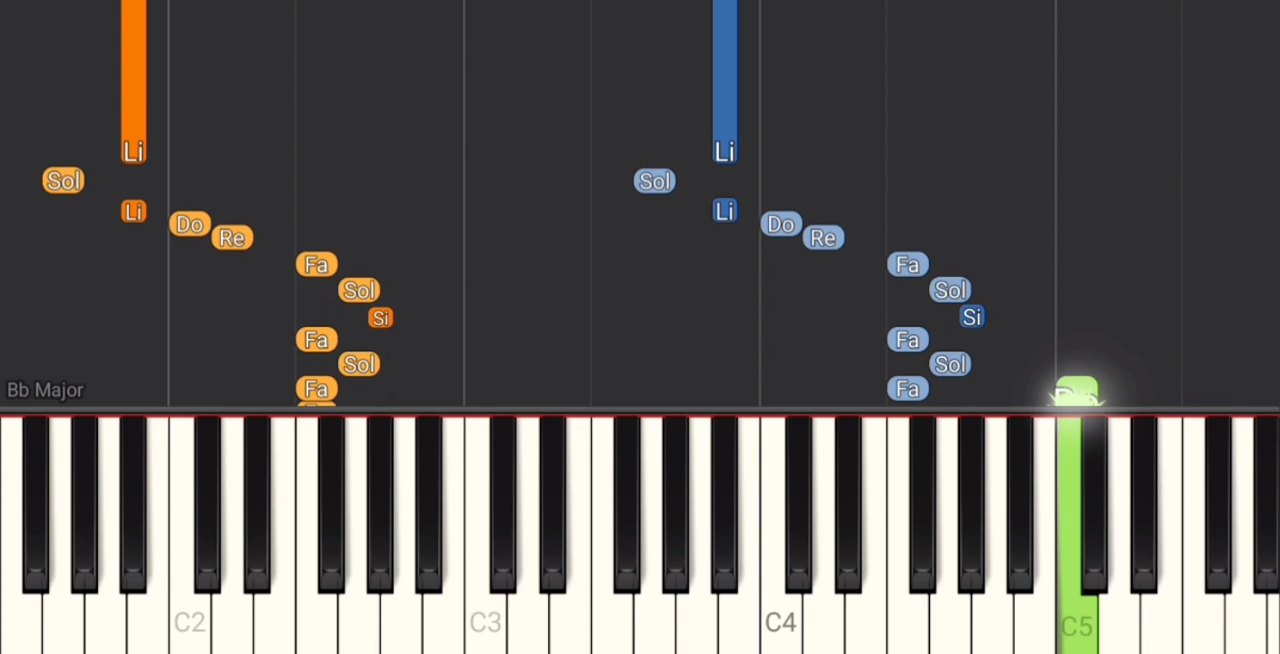 Li Li
Sol Sol
Li Li
Do Do
Re Re
Fa Fa
Sol Sol
Si Si
Fa Fa
Sol Sol
Bb Major Fa Fa
C2 C3 C4 C5